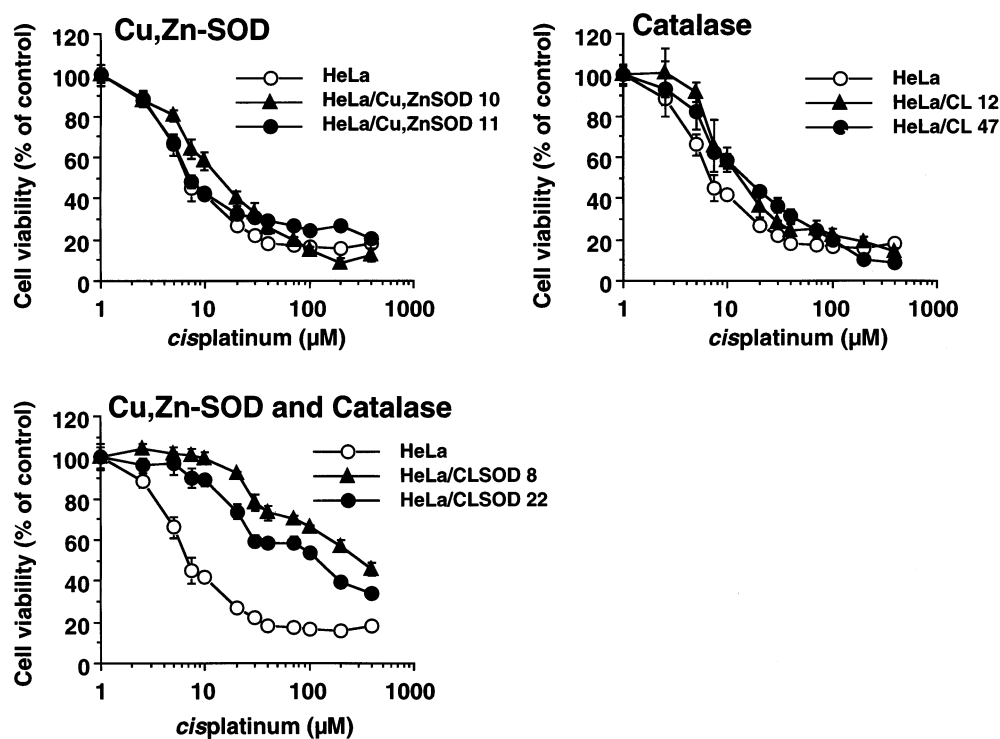 Cu,Zn-SOD
Cell viability (% of control)
120
100
80
60
40
20
0
1
10
100
1000
cisplatinum (µM)
HeLa
HeLa/Cu,ZnSOD 10
HeLa/Cu,ZnSOD 11
Catalase
Cell viability (% of control)
120
100
80
60
40
20
0
1
10
100
1000
cisplatinum (µM)
HeLa
HeLa/CL 12
HeLa/CL 47
Cu,Zn-SOD and Catalase
Cell viability (% of control)
120
100
80
60
40
20
0
1
10
100
1000
cisplatinum (µM)
HeLa
HeLa/CLSOD 8
HeLa/CLSOD 22